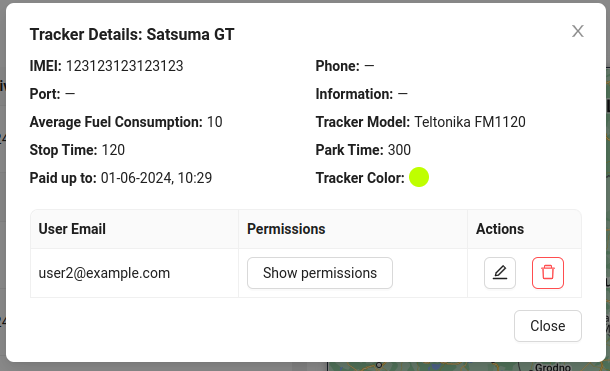 Tracker Details: Satsuma GT
IMEI: 123123123123123
Phone: —
Port: —
Information: —
Average Fuel Consumption: 10
Tracker Model: Teltonika FM1120
Stop Time: 120
Park Time: 300
Paid up to: 01-06-2024, 10:29
Tracker Color:
User Email
Permissions
Actions
user2@example.com
Show permissions
Close
Grodno